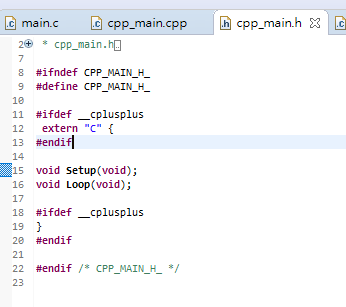 main.c cpp_main.cpp cpp_main.h
2 * cpp_main.h
7
8 #ifndef CPP_MAIN_H_
9 #define CPP_MAIN_H_
10
11 #ifdef __cplusplus
12 extern "C" {
13 #endif
14
15 void Setup(void);
16 void Loop(void);
17
18 #ifdef __cplusplus
19 }
20 #endif
21
22 #endif /* CPP_MAIN_H_ */
23